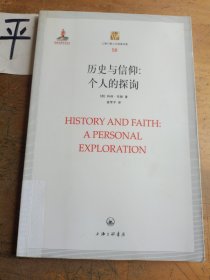 平
58
历史与信仰:
个人的探询
HISTORY AND FAITH:
A PERSONAL
EXPLORATION
上海三联书店